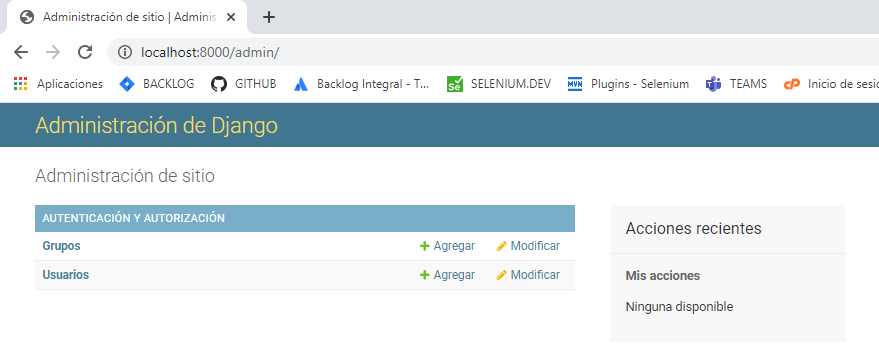 Administración de sitio | Adminis
localhost:8000/admin/
Aplicaciones BACKLOG GITHUB Backlog Integral - T... SELENIUM.DEV Plugins - Selenium TEAMS Inicio de sesio
Administración de Django
Administración de sitio
AUTENTICACIÓN Y AUTORIZACIÓN
Grupos Agregar Modificar
Usuarios Agregar Modificar
Acciones recientes
Mis acciones
Ninguna disponible